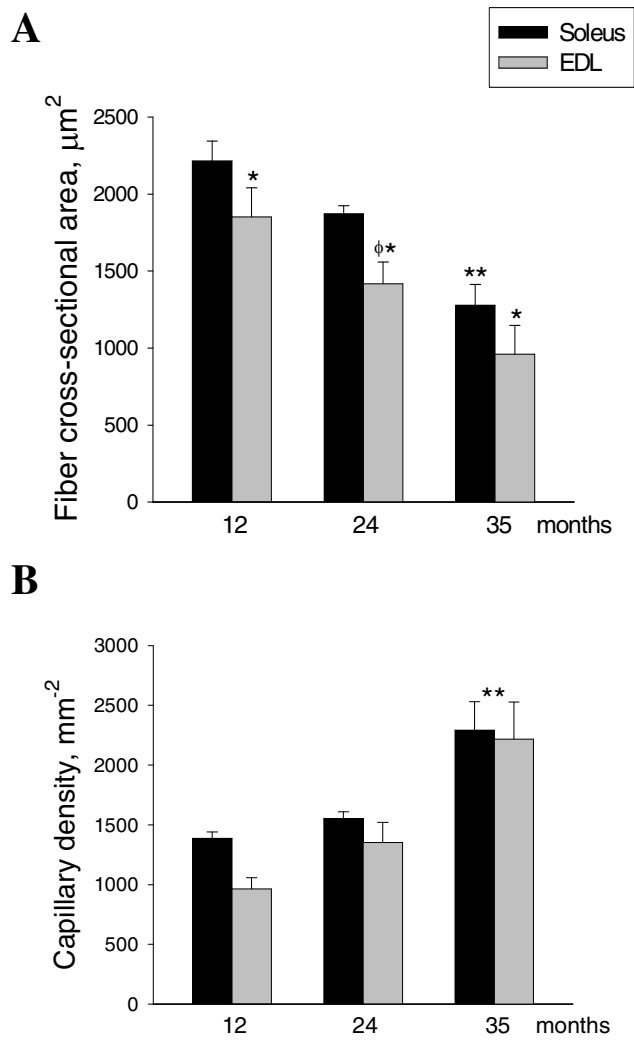 A
Soleus
EDL
Fiber cross-sectional area, μm²
2500
2000
1500
1000
500
0
*
ϕ*
**
*
12 24 35 months
B
Capillary density, mm⁻²
3000
2500
2000
1500
1000
500
0
**
12 24 35 months